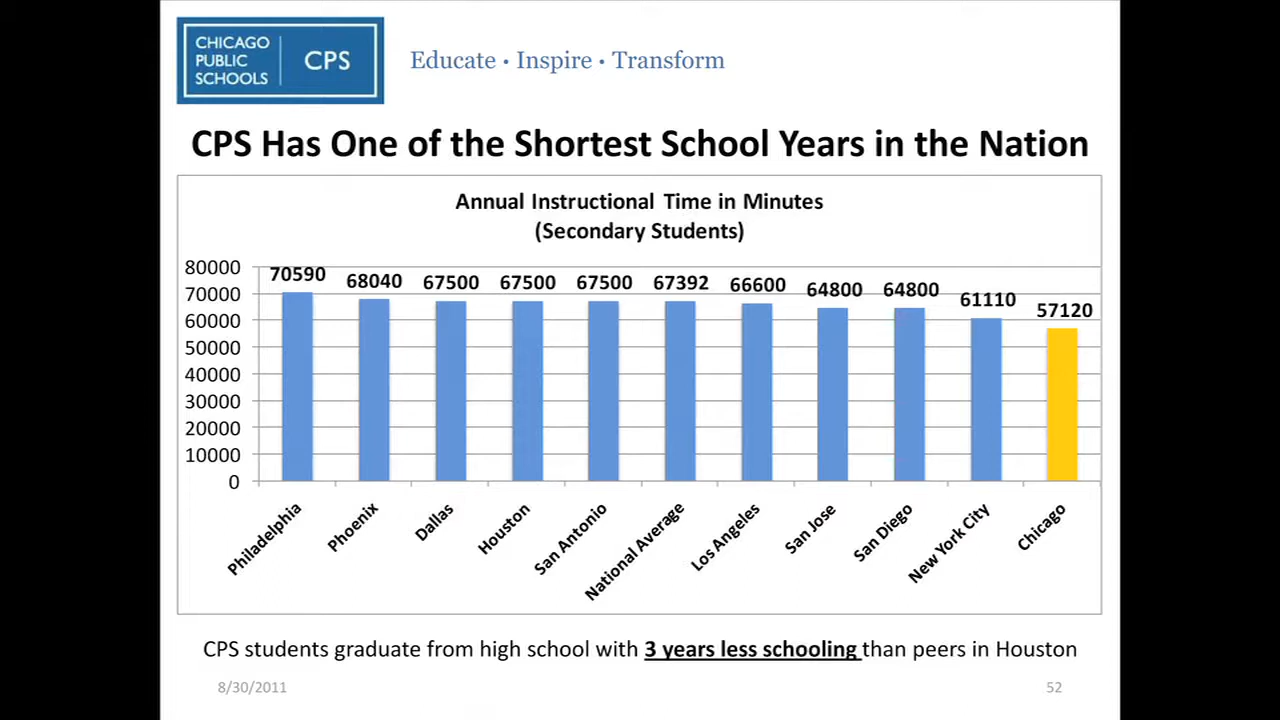 CHICAGO
PUBLIC
SCHOOLS
CPS
Educate • Inspire • Transform
CPS Has One of the Shortest School Years in the Nation
Annual Instructional Time in Minutes
(Secondary Students)
80000
70000
60000
50000
40000
30000
20000
10000
0
70590
68040
67500
67500
67500
67392
66600
64800
64800
61110
57120
Philadelphia
Phoenix
Dallas
Houston
San Antonio
National Average
Los Angeles
San Jose
San Diego
New York City
Chicago
CPS students graduate from high school with 3 years less schooling than peers in Houston
8/30/2011
52